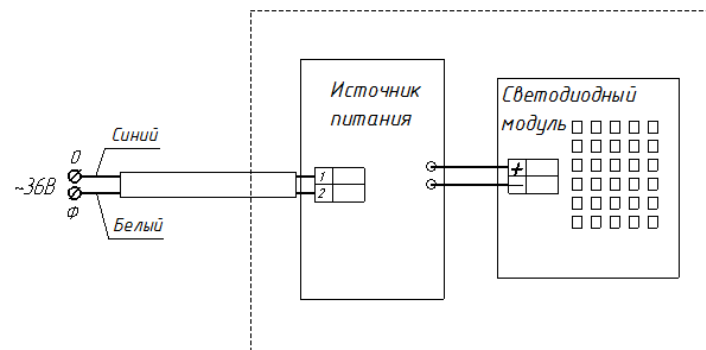 Источник
питания
Светодиодный
модуль
Синий
0
~36В
Ф
Белый
1
2
+
−